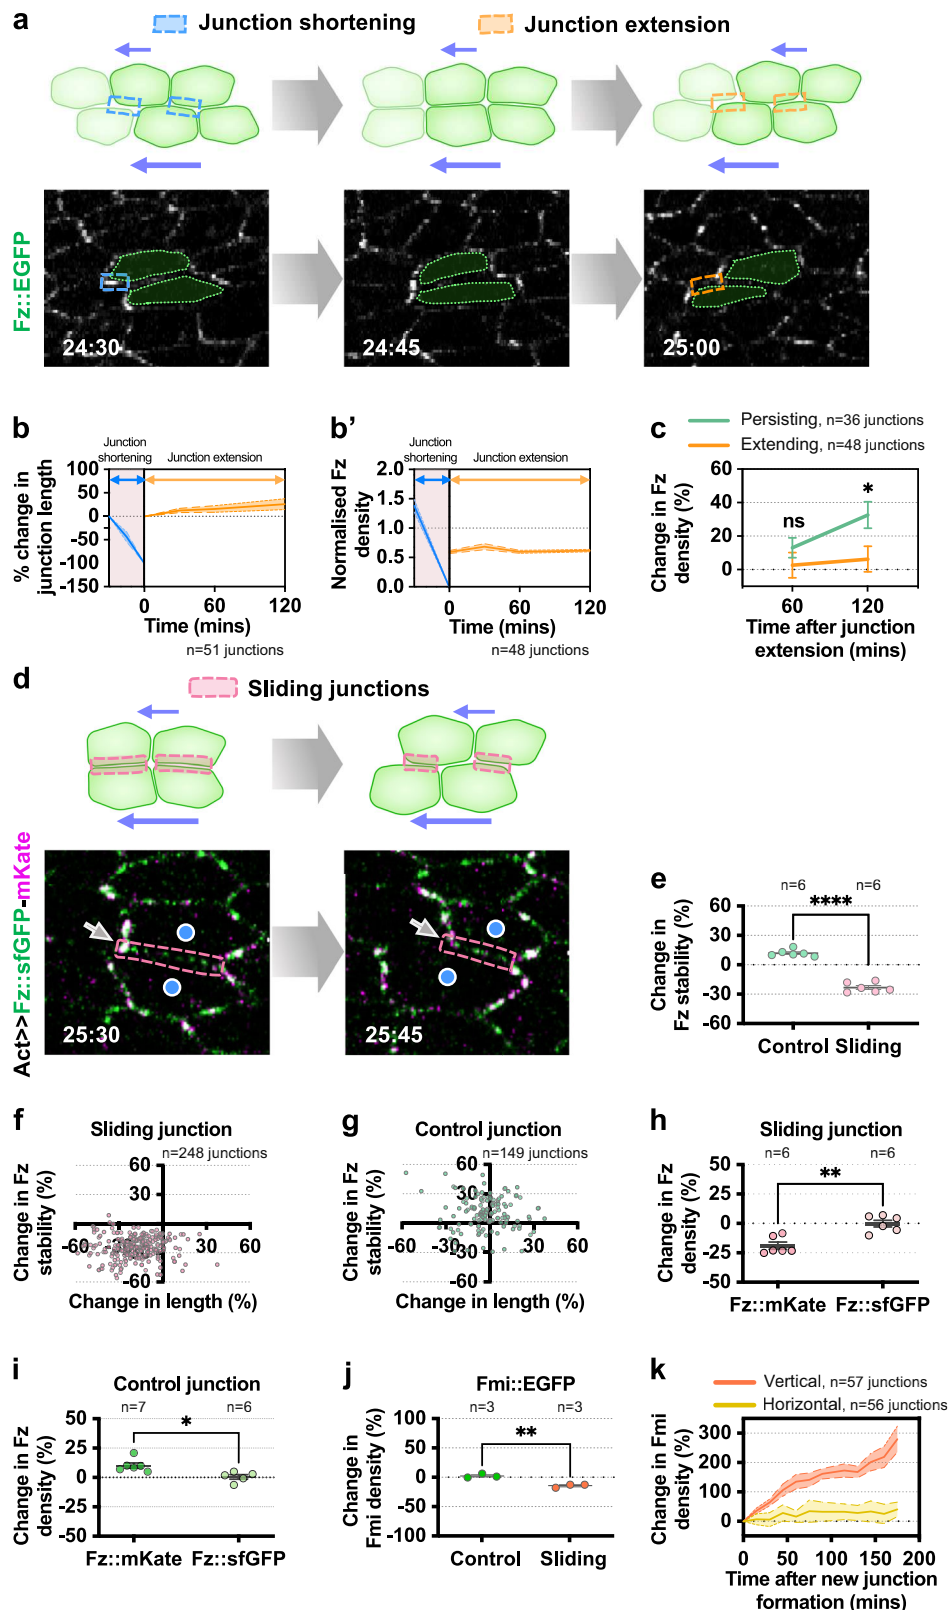 a
Junction shortening
Junction extension
Fz::EGFP
24:30
24:45
25:00
b
Junction
shortening
Junction extension
% change in
junction length
100
50
0
-50
-100
-150
0
60
120
Time (mins)
n=51 junctions
b'
Junction
shortening
Junction extension
Normalised Fz
density
2.0
1.5
1.0
0.5
0.0
0
60
120
Time (mins)
n=48 junctions
c
Persisting, n=36 junctions
Extending, n=48 junctions
Change in Fz
density (%)
60
40
20
0
ns
*
60
120
Time after junction
extension (mins)
d
Sliding junctions
Act>>Fz::sfGFP-mKate
25:30
25:45
e
n=6
n=6
****
Change in
Fz stability (%)
60
30
0
-30
-60
Control Sliding
f
Sliding junction
n=248 junctions
Change in Fz
stability (%)
60
30
-60
-30
30
60
-60
Change in length (%)
g
Control junction
n=149 junctions
Change in Fz
stability (%)
60
30
-60
-30
30
60
-30
-60
Change in length (%)
h
Sliding junction
n=6
n=6
**
Change in Fz
density (%)
50
25
0
-25
-50
Fz::mKate
Fz::sfGFP
i
Control junction
n=7
n=6
*
Change in Fz
density (%)
50
25
0
-25
-50
Fz::mKate
Fz::sfGFP
j
Fmi::EGFP
n=3
n=3
**
Change in
Fmi density (%)
100
50
0
-50
-100
Control
Sliding
k
Vertical, n=57 junctions
Horizontal, n=56 junctions
Change in Fmi
density (%)
300
200
100
0
0
50
100
150
200
Time after new junction
formation (mins)